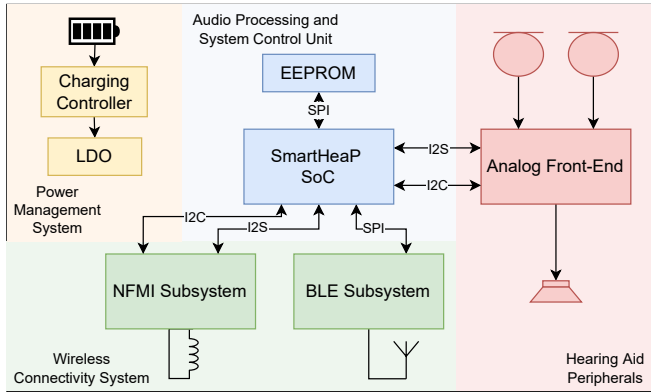 Audio Processing and
System Control Unit
Charging
Controller
LDO
Power
Management
System
EEPROM
SPI
SmartHeaP
SoC
I2S
I2C
Analog Front-End
I2C
I2S
SPI
NFMI Subsystem
BLE Subsystem
Wireless
Connectivity System
Hearing Aid
Peripherals